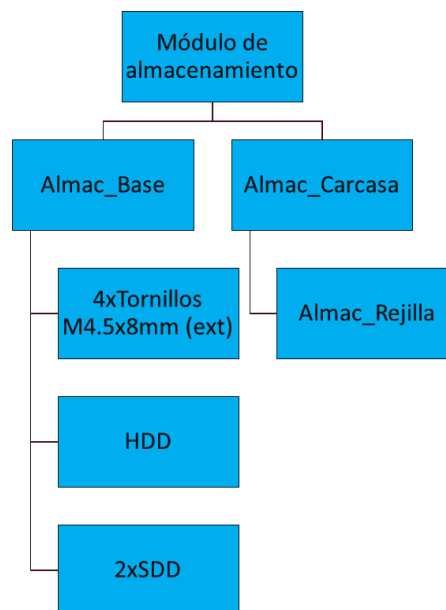 Módulo de
almacenamiento
Almac_Base
Almac_Carcasa
4xTornillos
M4.5x8mm (ext)
Almac_Rejilla
HDD
2xSDD